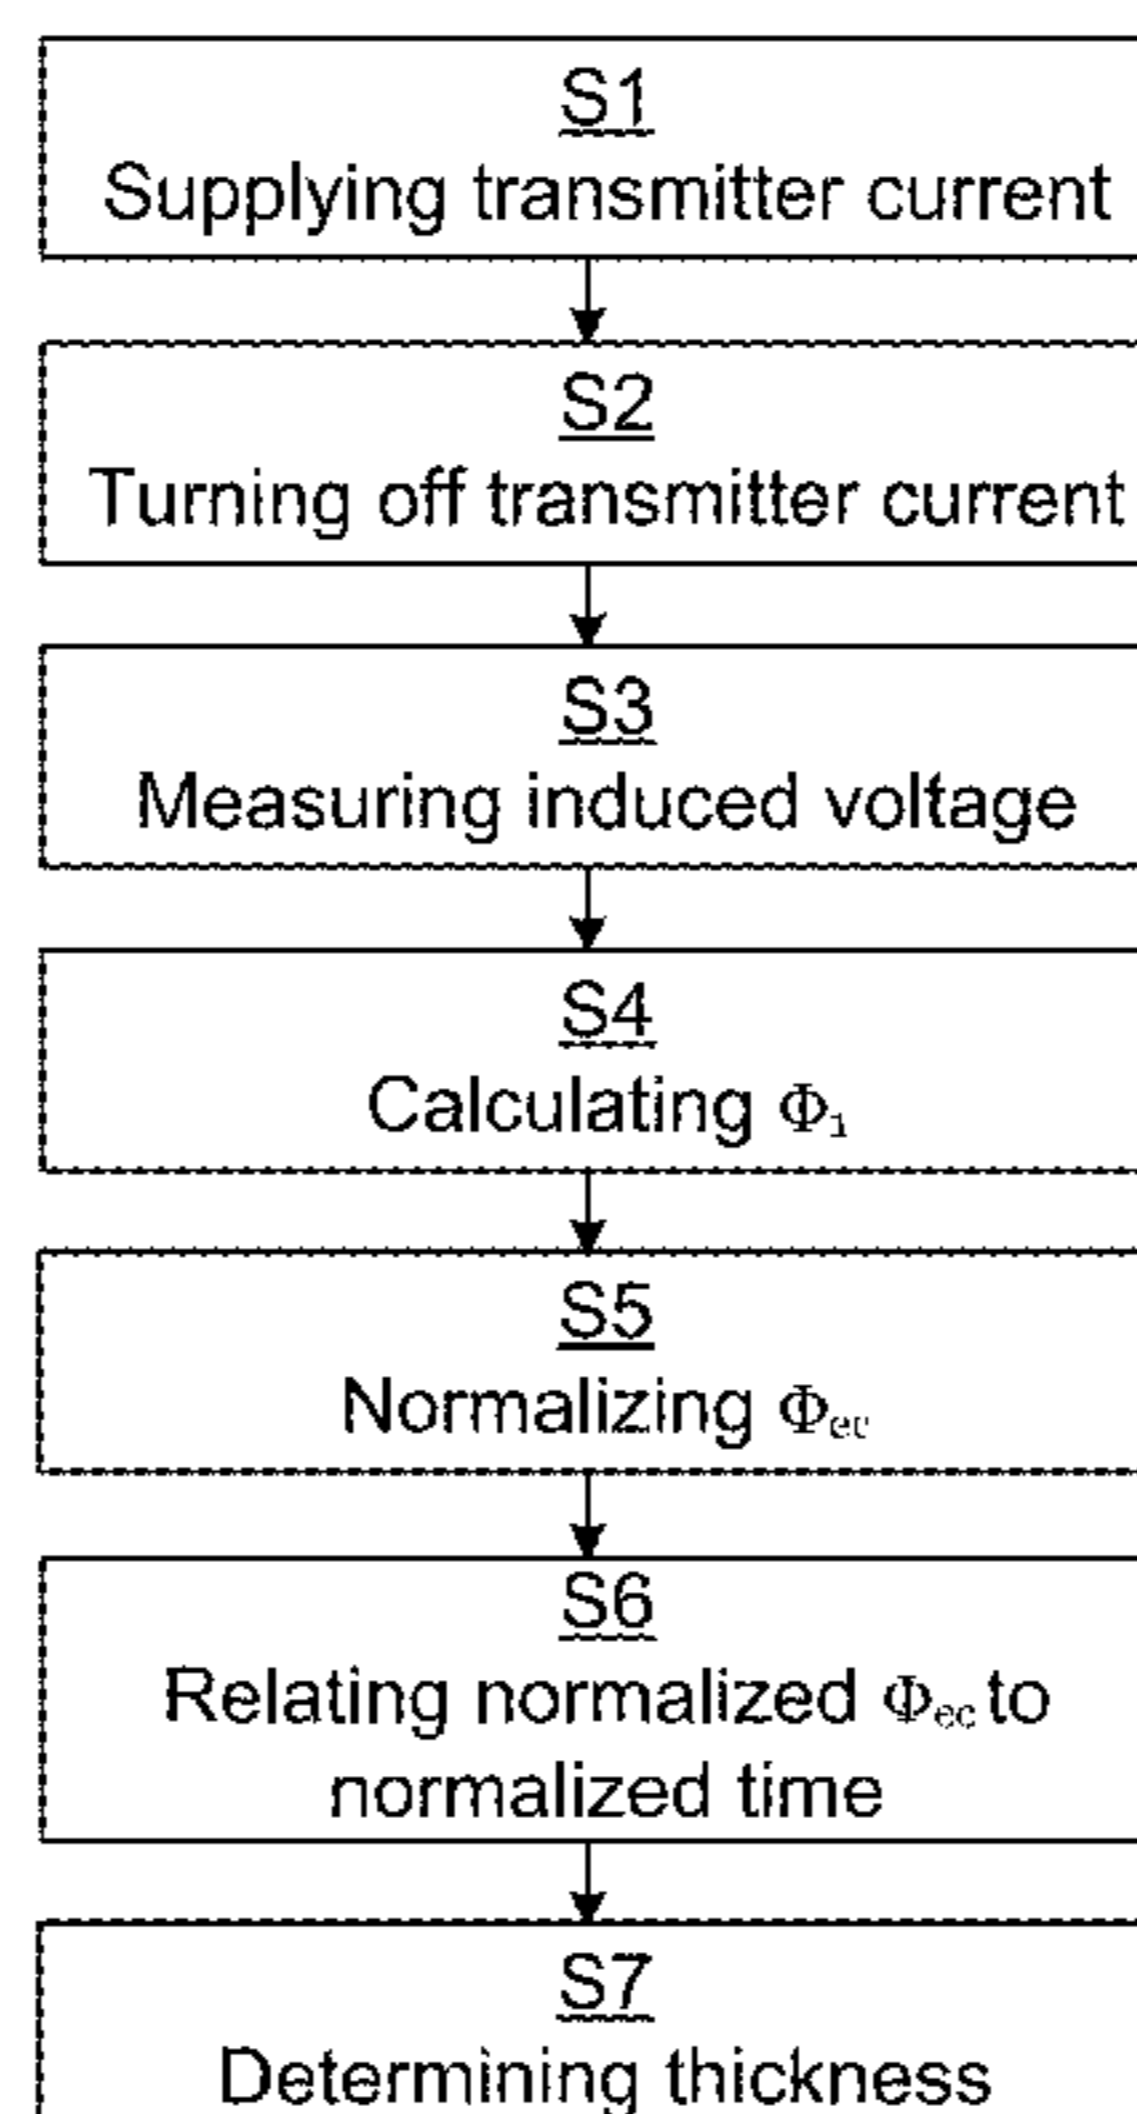 S1
Supplying transmitter current
S2
Turning off transmitter current
S3
Measuring induced voltage
S4
Calculating Φ₁
S5
Normalizing Φec
S6
Relating normalized Φec to
normalized time
S7
Determining thickness